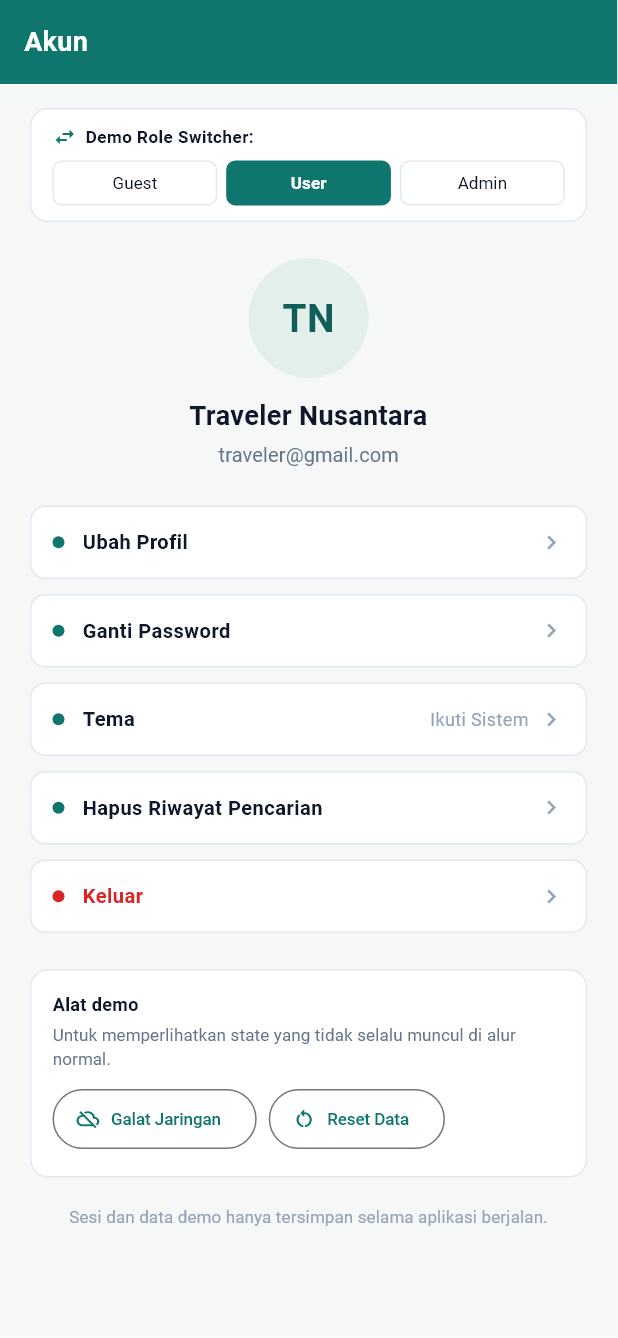 Akun
Demo Role Switcher:
Guest
User
Admin
TN
Traveler Nusantara
traveler@gmail.com
Ubah Profil
Ganti Password
Tema
Ikuti Sistem
Hapus Riwayat Pencarian
Keluar
Alat demo
Untuk memperlihatkan state yang tidak selalu muncul di alur
normal.
Galat Jaringan
Reset Data
Sesi dan data demo hanya tersimpan selama aplikasi berjalan.